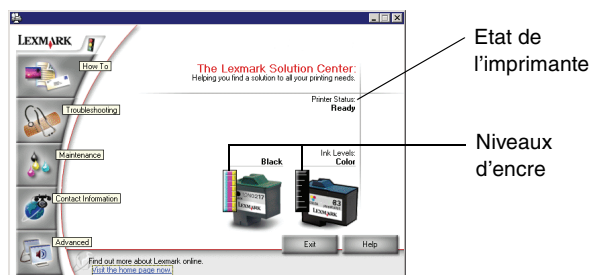 LEXMARK
How To
Troubleshooting
Maintenance
Contact Information
Advanced
The Lexmark Solution Center:
Helping you find a solution to all your printing needs.
Printer Status:
Ready
Ink Levels:
Black
Color
LEXMARK
83
LEXMARK
Exit
Help
Find out more about Lexmark online.
Visit the home page now.
Etat de
l'imprimante
Niveaux
d'encre